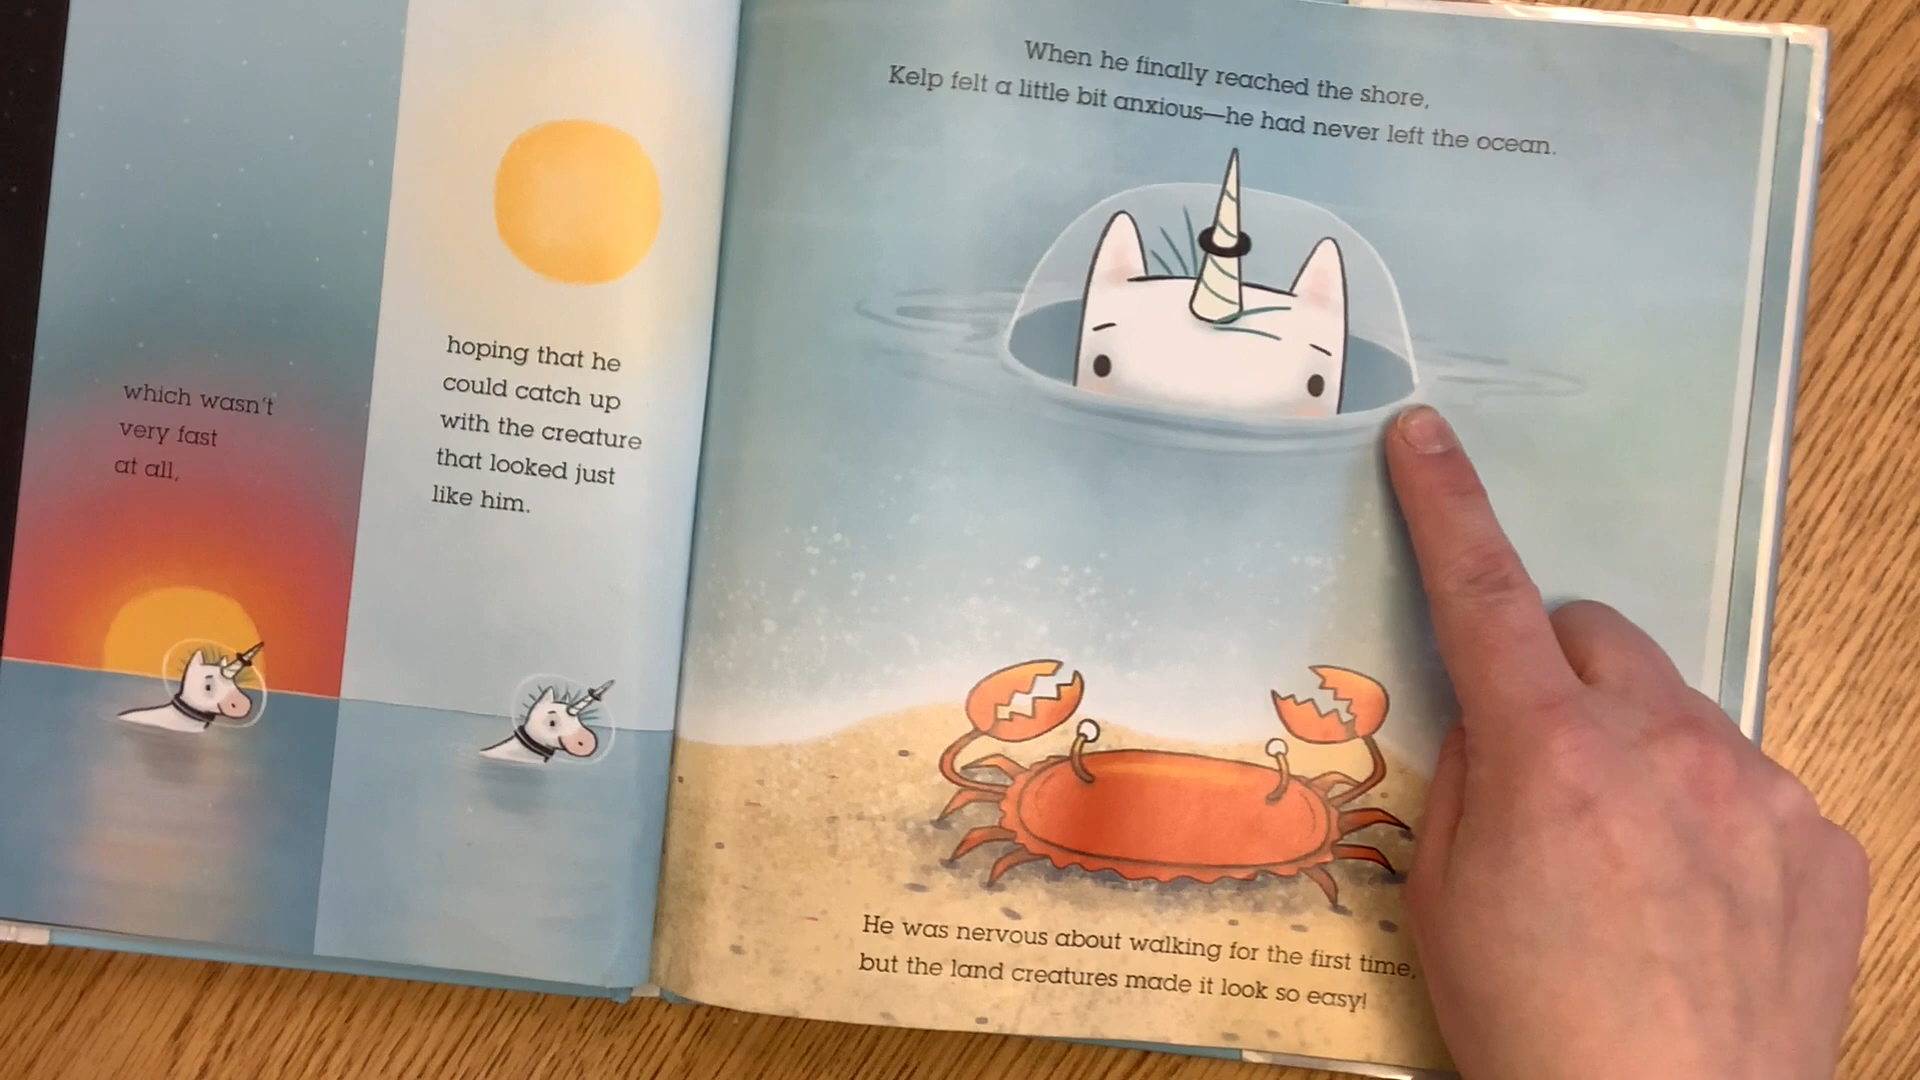 which wasn't
very fast
at all,
hoping that he
could catch up
with the creature
that looked just
like him.
When he finally reached the shore,
Kelp felt a little bit anxious—he had never left the ocean.
He was nervous about walking for the first time,
but the land creatures made it look so easy!